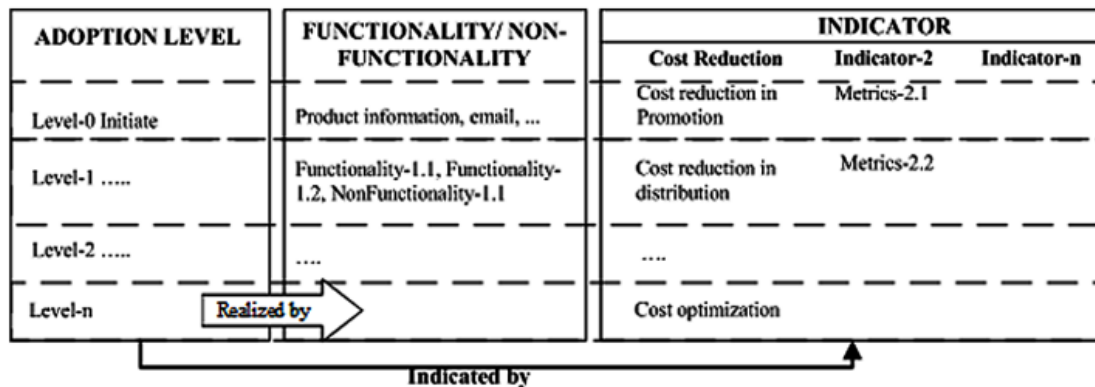 ADOPTION LEVEL
FUNCTIONALITY/ NON-
FUNCTIONALITY
INDICATOR
Cost Reduction Indicator-2 Indicator-n
Level-0 Initiate
Product information, email, ...
Cost reduction in
Promotion
Metrics-2.1
Level-1 .....
Functionality-1.1, Functionality-
1.2, NonFunctionality-1.1
Cost reduction in
distribution
Metrics-2.2
Level-2 .....
....
....
Level-n
Realized by
Cost optimization
Indicated by